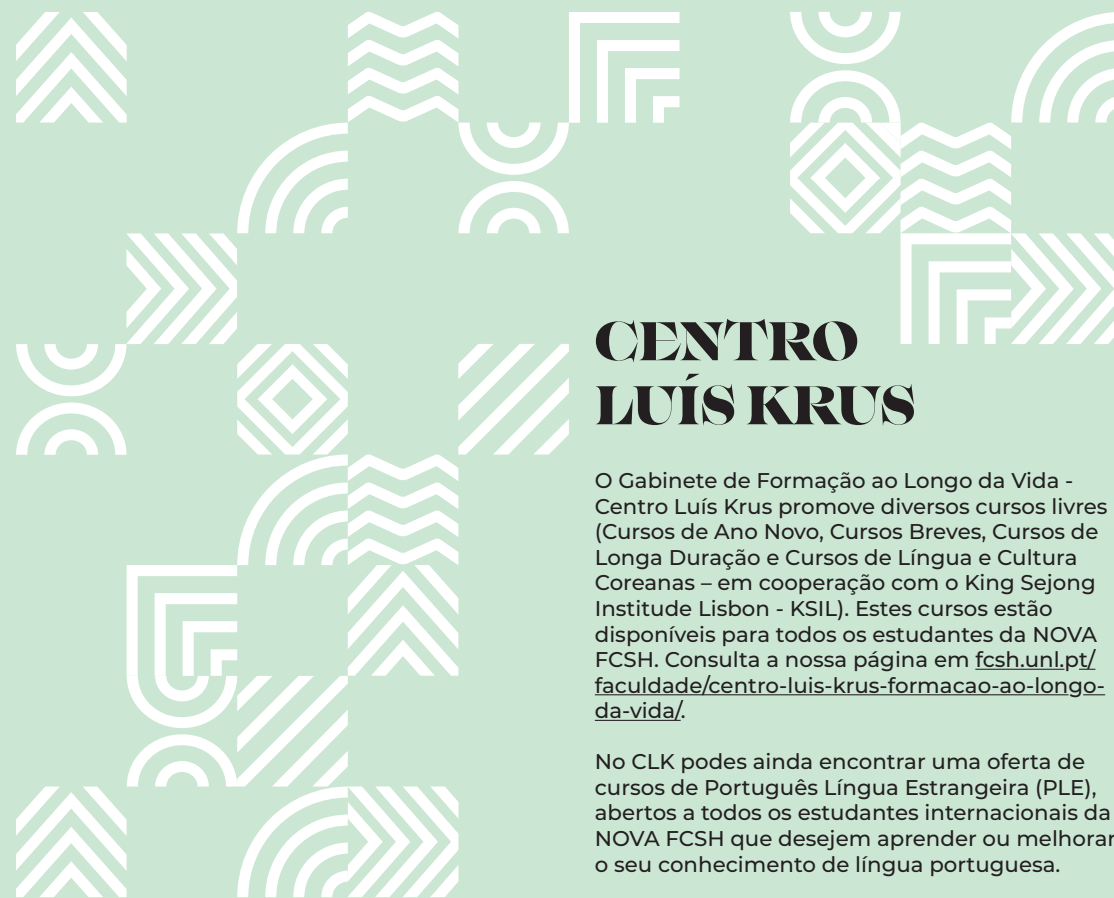 CENTRO
LUÍS KRUS
O Gabinete de Formação ao Longo da Vida -
Centro Luís Krus promove diversos cursos livres
(Cursos de Ano Novo, Cursos Breves, Cursos de
Longa Duração e Cursos de Língua e Cultura
Coreanas – em cooperação com o King Sejong
Institude Lisbon - KSIL). Estes cursos estão
disponíveis para todos os estudantes da NOVA
FCSH. Consulta a nossa página em fcsh.unl.pt/
faculdade/centro-luis-krus-formacao-ao-longo-
da-vida/.
No CLK podes ainda encontrar uma oferta de
cursos de Português Língua Estrangeira (PLE),
abertos a todos os estudantes internacionais da
NOVA FCSH que desejem aprender ou melhorar
o seu conhecimento de língua portuguesa.